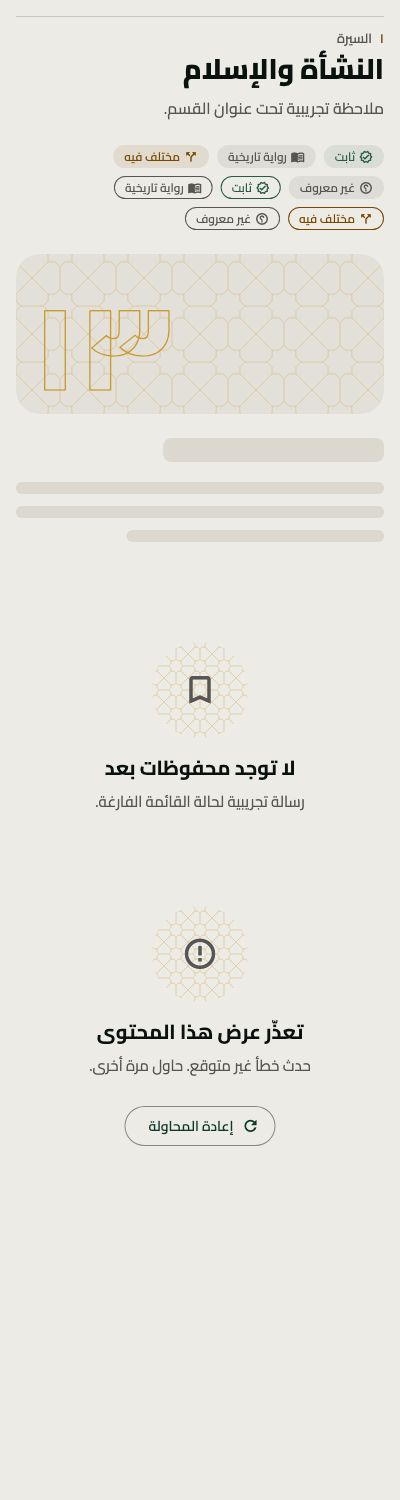 ١ السيرة
النشأة والإسلام
ملاحظة تجريبية تحت عنوان القسم.
ثابت رواية تاريخية مختلف فيه
غير معروف ثابت رواية تاريخية
مختلف فيه غير معروف
لا توجد محفوظات بعد
رسالة تجريبية لحالة القائمة الفارغة.
تعذّر عرض هذا المحتوى
حدث خطأ غير متوقع. حاول مرة أخرى.
إعادة المحاولة